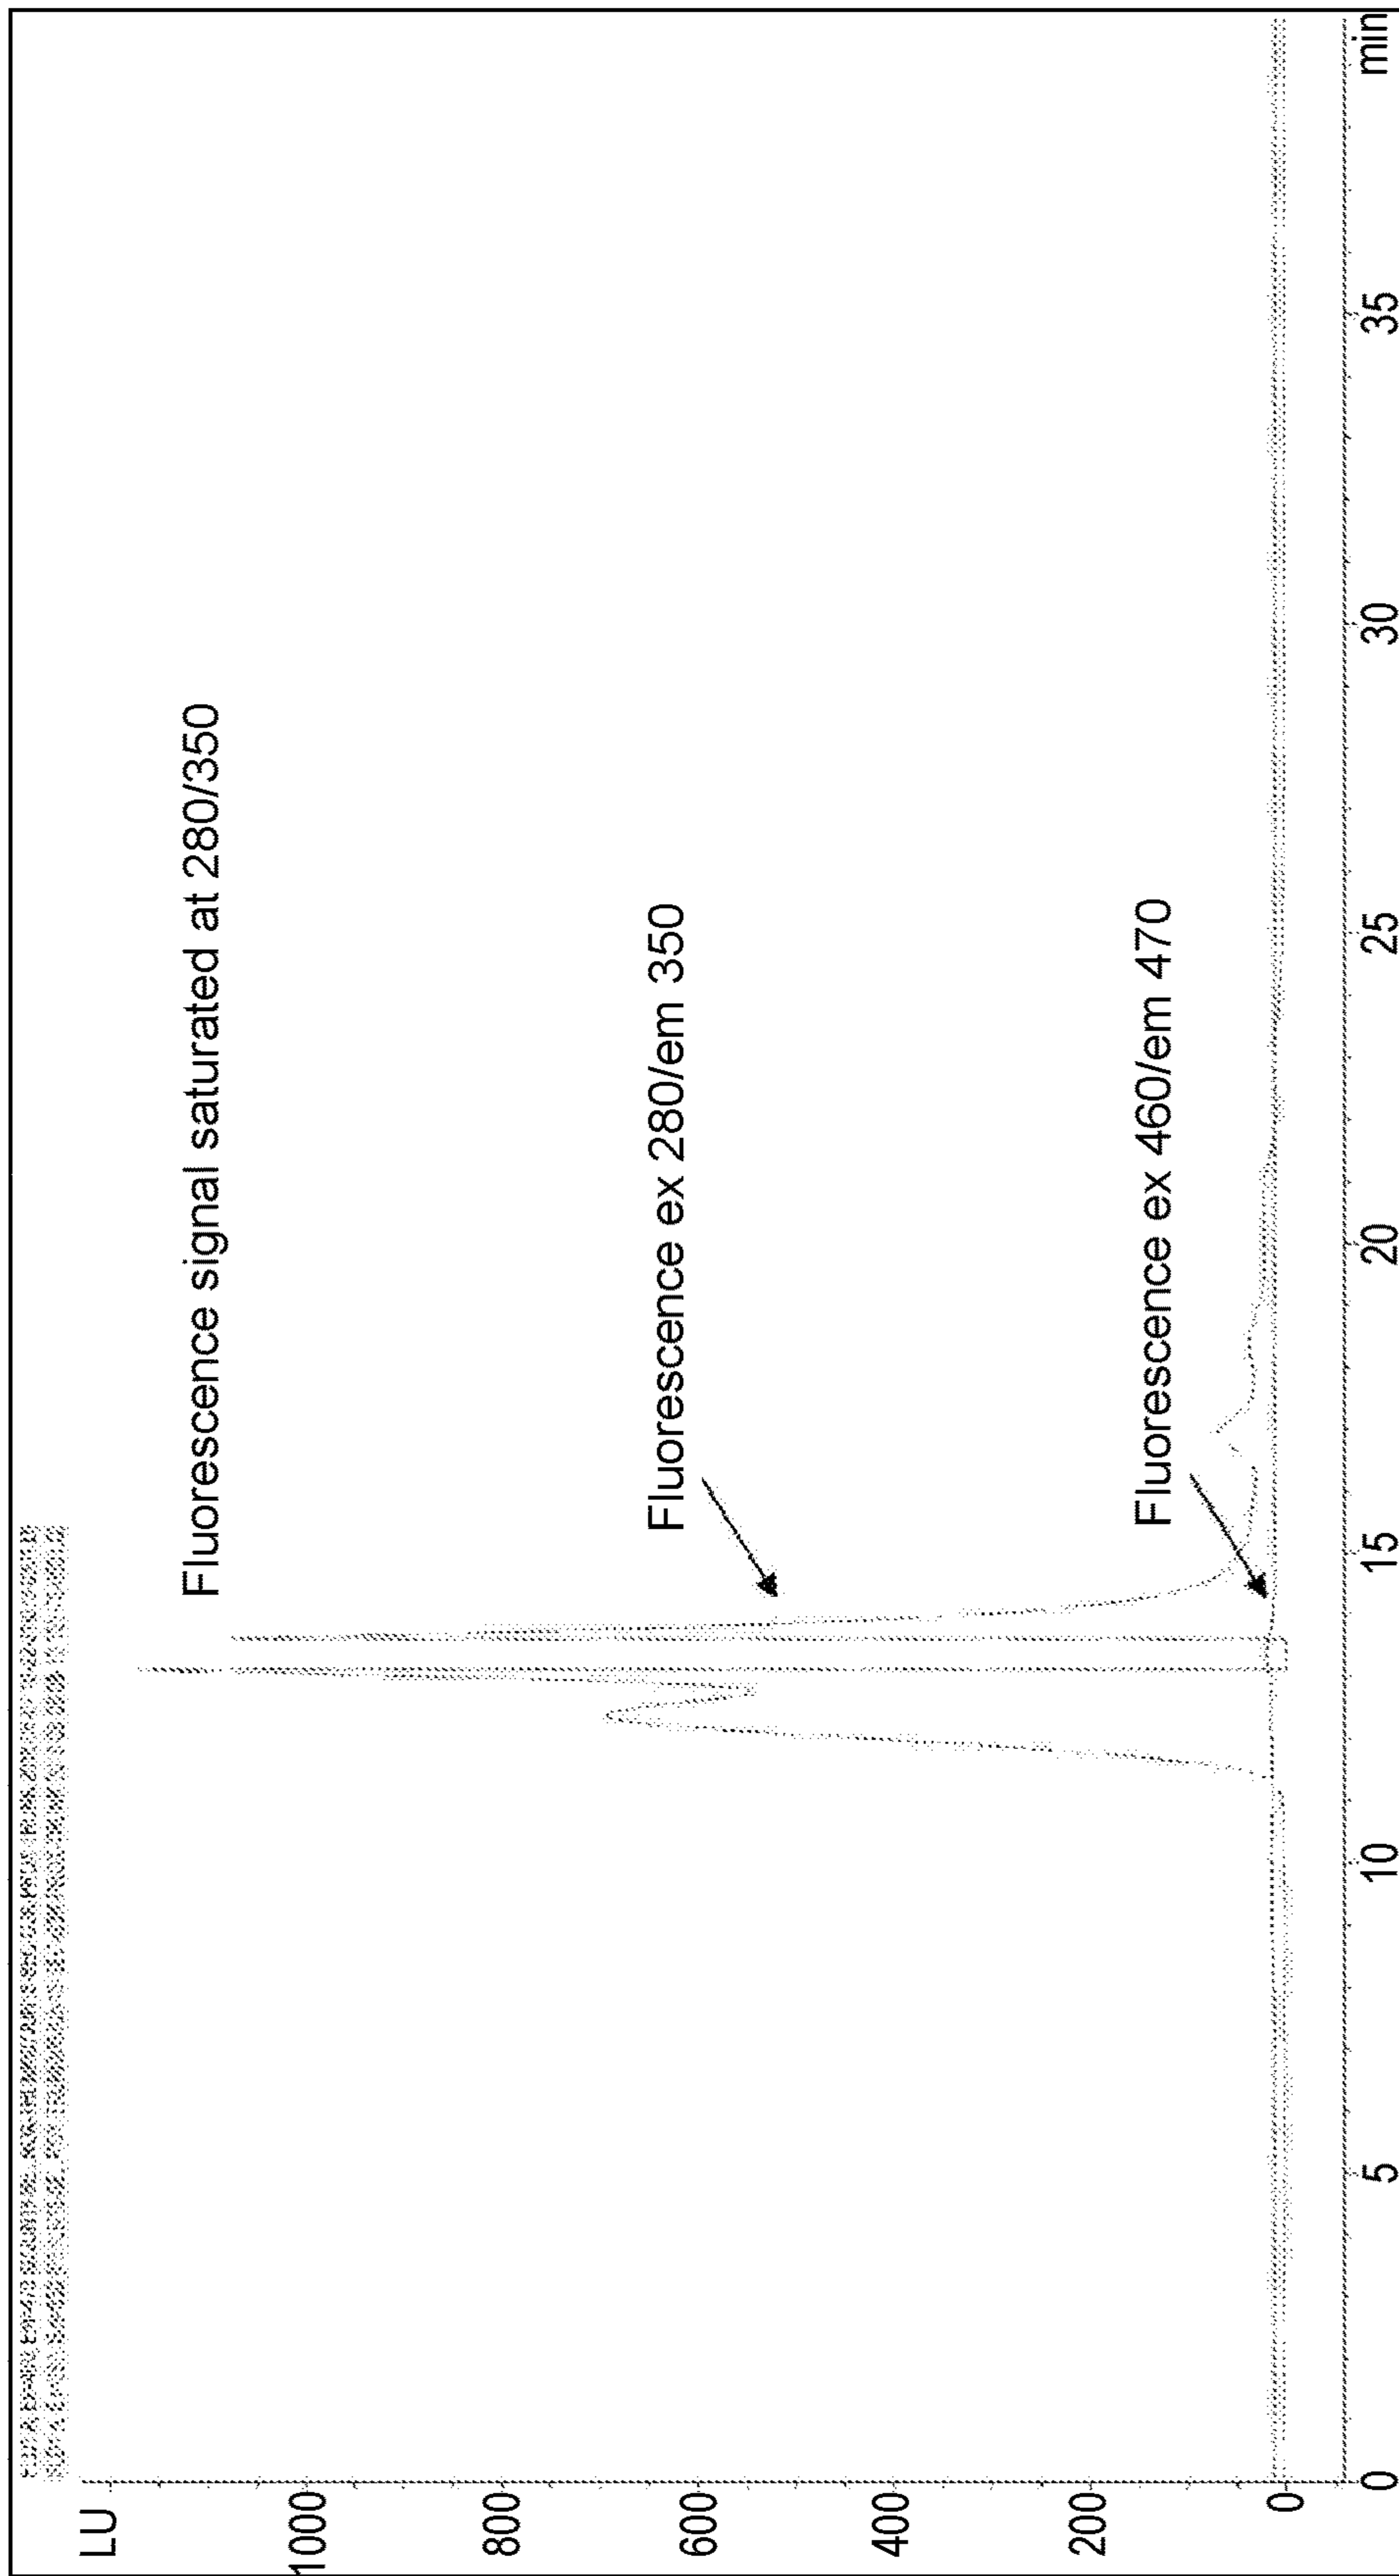 LU
1000
800
600
400
200
0
Fluorescence signal saturated at 280/350
Fluorescence ex 280/em 350
Fluorescence ex 460/em 470
0
5
10
15
20
25
30
35
min